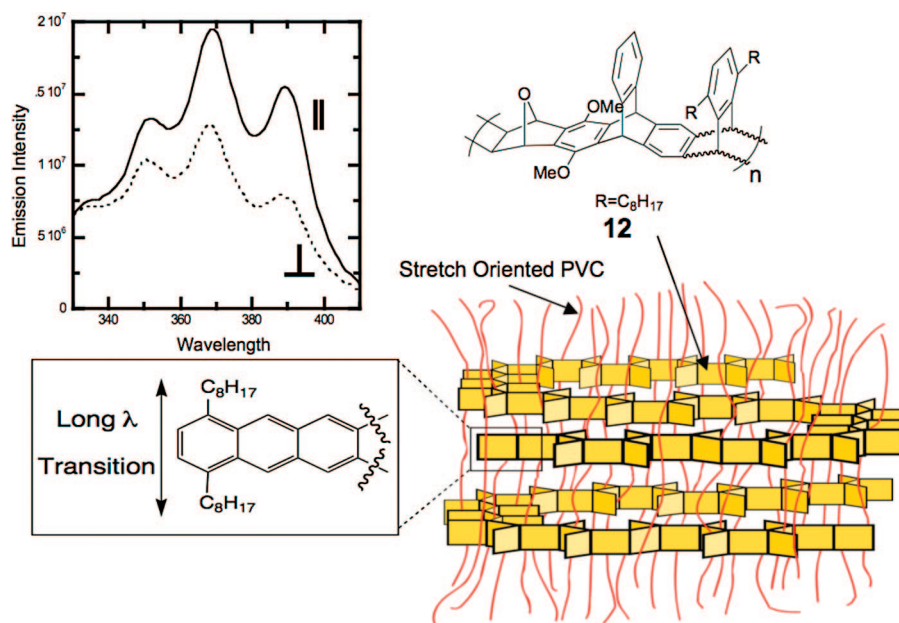 2 10⁷
5 10⁷
1 10⁷
5 10⁶
0
Emission Intensity
340
360
380
400
Wavelength
||
⊥
O
OMe
MeO
R
R
n
R=C₈H₁₇
12
Stretch Oriented PVC
Long λ
Transition
C₈H₁₇
C₈H₁₇